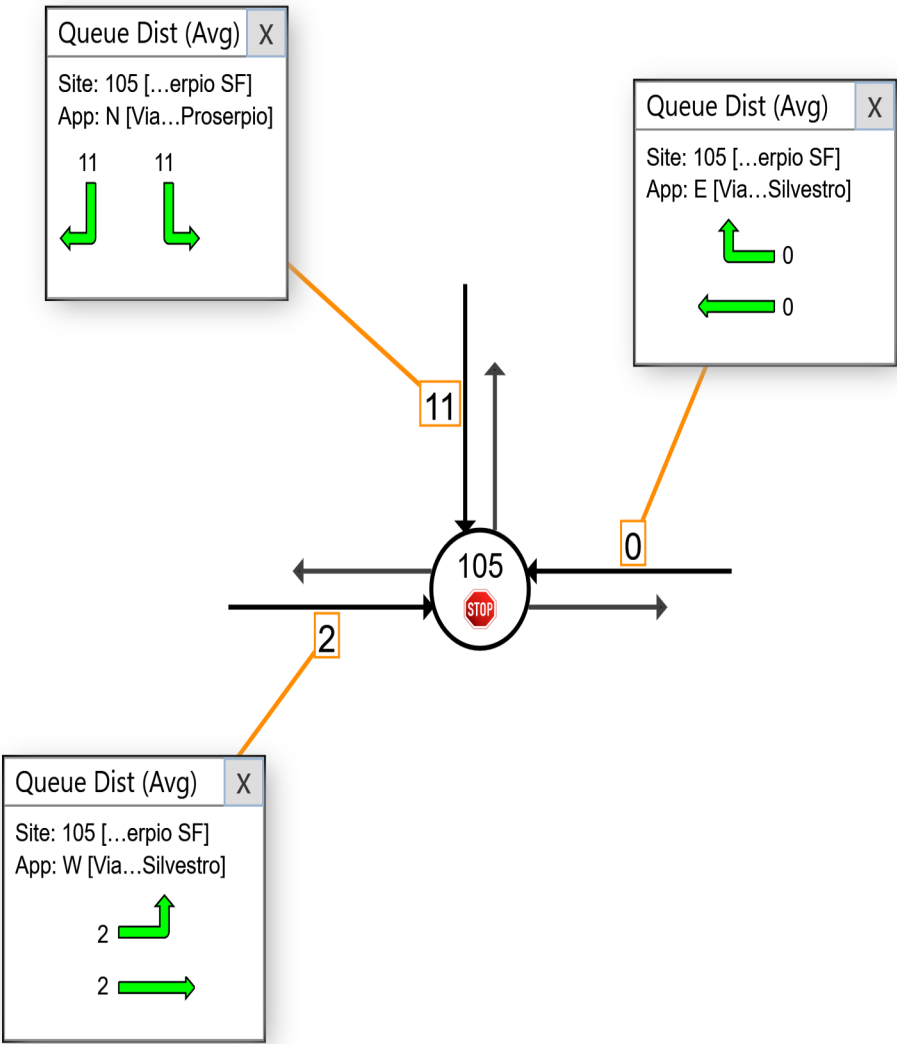 Queue Dist (Avg) X
Site: 105 […erpio SF]
App: N [Via…Proserpio]
11 11
Queue Dist (Avg) X
Site: 105 […erpio SF]
App: E [Via…Silvestro]
0
0
11
0
105
STOP
2
Queue Dist (Avg) X
Site: 105 […erpio SF]
App: W [Via…Silvestro]
2
2